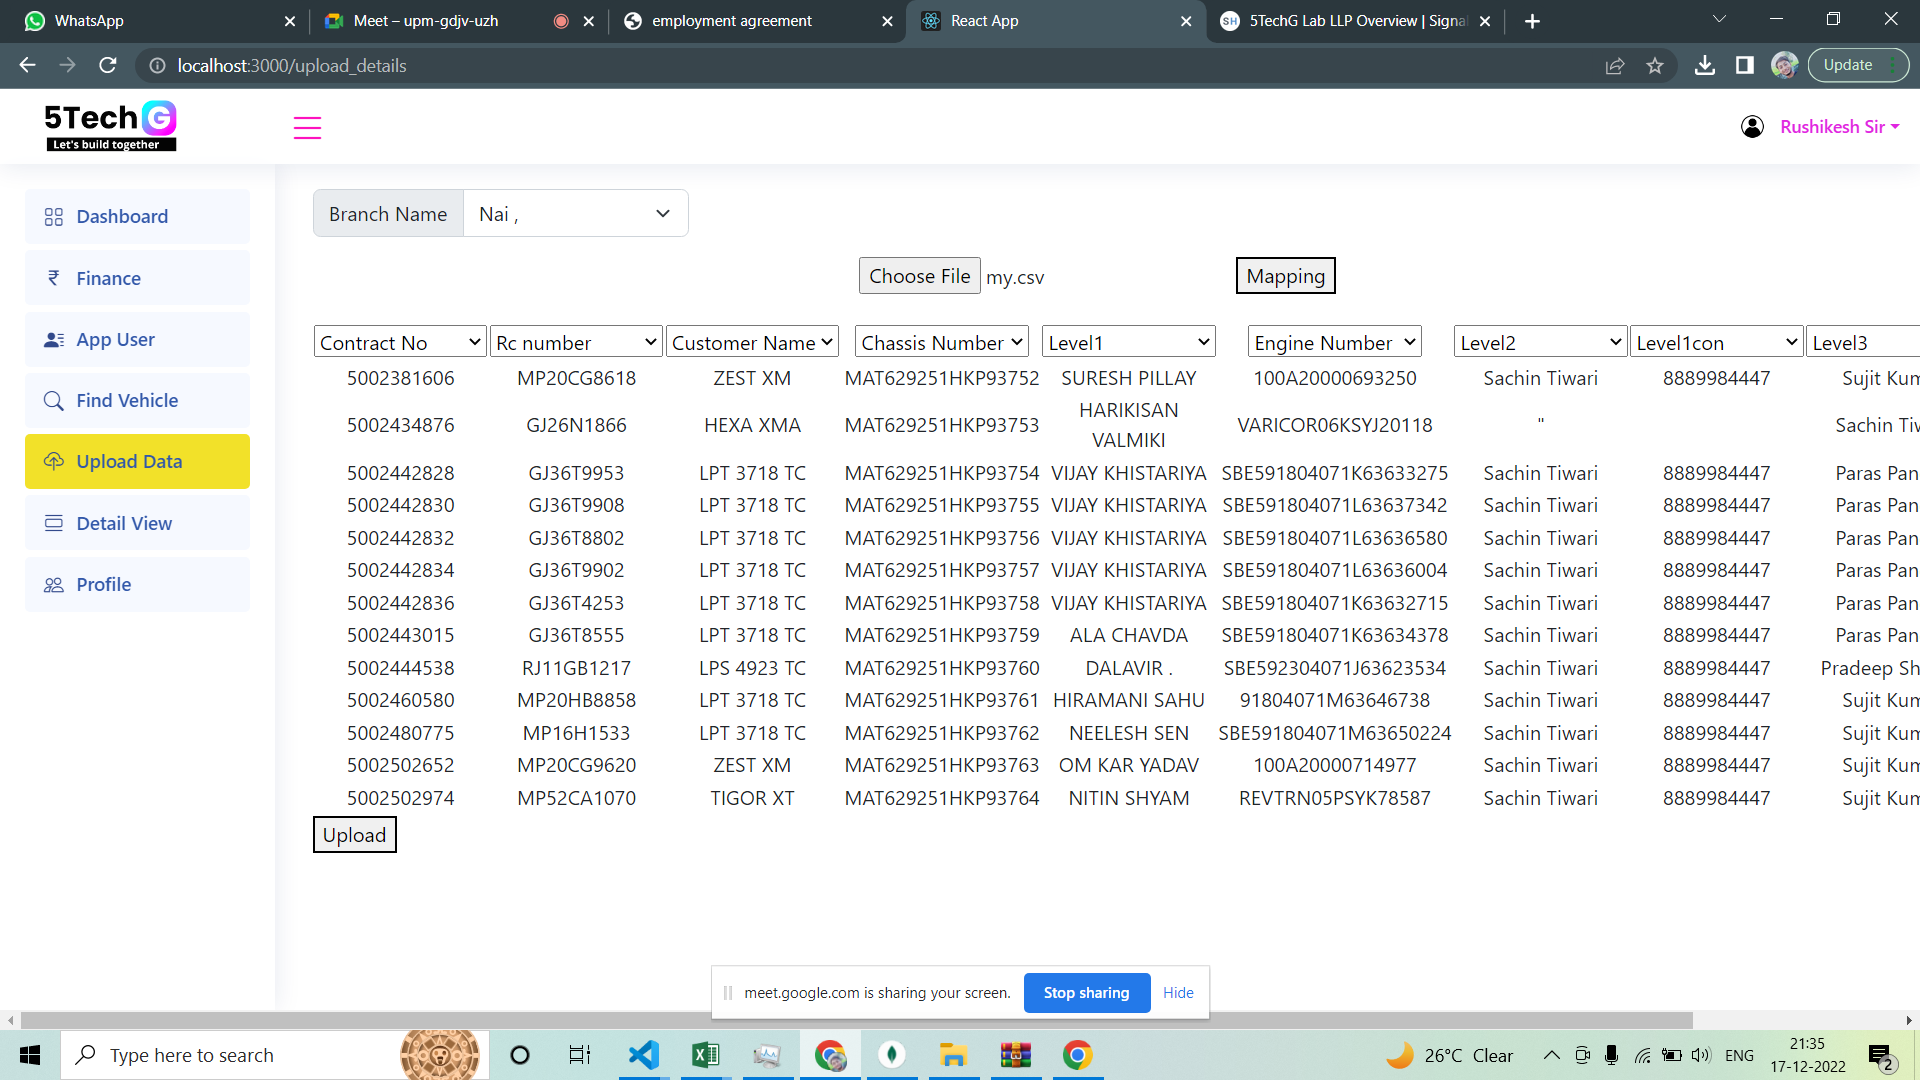 WhatsApp
Meet – upm-gdjv-uzh
employment agreement
React App
SH 5TechG Lab LLP Overview | Signal
localhost:3000/upload_details
Update
5Tech G
Let's build together
Rushikesh Sir
Dashboard
₹ Finance
App User
Find Vehicle
Upload Data
Detail View
Profile
Branch Name Nai ,
Choose File my.csv Mapping
Contract No Rc number Customer Name Chassis Number Level1 Engine Number Level2 Level1con Level3
5002381606 MP20CG8618 ZEST XM MAT629251HKP93752 SURESH PILLAY 100A20000693250 Sachin Tiwari 8889984447 Sujit Kum
5002434876 GJ26N1866 HEXA XMA MAT629251HKP93753 HARIKISAN VALMIKI VARICOR06KSYJ20118 " Sachin Tiw
5002442828 GJ36T9953 LPT 3718 TC MAT629251HKP93754 VIJAY KHISTARIYA SBE591804071K63633275 Sachin Tiwari 8889984447 Paras Pan
5002442830 GJ36T9908 LPT 3718 TC MAT629251HKP93755 VIJAY KHISTARIYA SBE591804071L63637342 Sachin Tiwari 8889984447 Paras Pan
5002442832 GJ36T8802 LPT 3718 TC MAT629251HKP93756 VIJAY KHISTARIYA SBE591804071L63636580 Sachin Tiwari 8889984447 Paras Pan
5002442834 GJ36T9902 LPT 3718 TC MAT629251HKP93757 VIJAY KHISTARIYA SBE591804071L63636004 Sachin Tiwari 8889984447 Paras Pan
5002442836 GJ36T4253 LPT 3718 TC MAT629251HKP93758 VIJAY KHISTARIYA SBE591804071K63632715 Sachin Tiwari 8889984447 Paras Pan
5002443015 GJ36T8555 LPT 3718 TC MAT629251HKP93759 ALA CHAVDA SBE591804071K63634378 Sachin Tiwari 8889984447 Paras Pan
5002444538 RJ11GB1217 LPS 4923 TC MAT629251HKP93760 DALAVIR . SBE592304071J63623534 Sachin Tiwari 8889984447 Pradeep Sh
5002460580 MP20HB8858 LPT 3718 TC MAT629251HKP93761 HIRAMANI SAHU 91804071M63646738 Sachin Tiwari 8889984447 Sujit Kum
5002480775 MP16H1533 LPT 3718 TC MAT629251HKP93762 NEELESH SEN SBE591804071M63650224 Sachin Tiwari 8889984447 Sujit Kum
5002502652 MP20CG9620 ZEST XM MAT629251HKP93763 OM KAR YADAV 100A20000714977 Sachin Tiwari 8889984447 Sujit Kum
5002502974 MP52CA1070 TIGOR XT MAT629251HKP93764 NITIN SHYAM REVTRN05PSYK78587 Sachin Tiwari 8889984447 Sujit Kum
Upload
meet.google.com is sharing your screen. Stop sharing Hide
Type here to search
26°C Clear
ENG
21:35
17-12-2022
2